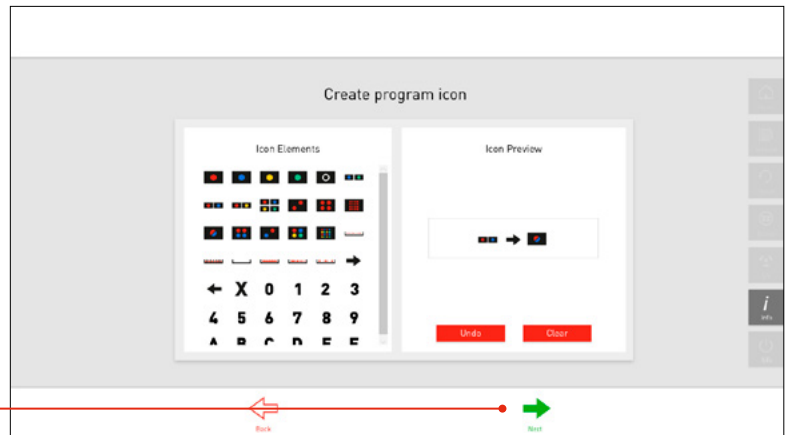 Create program icon
Icon Elements
Icon Preview
X 0 1 2 3
4 5 6 7 8 9
A B C D E F
Undo Clear
Info
Back Next